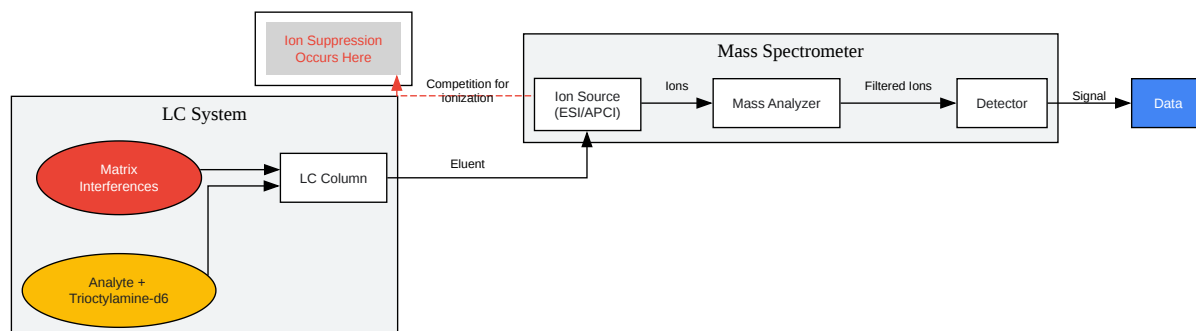 Ion Suppression
Occurs Here
Mass Spectrometer
Competition for
ionization
Ion Source
(ESI/APCI)
Ions
Mass Analyzer
Filtered Ions
Detector
Signal
Data
LC System
Matrix
Interferences
LC Column
Eluent
Analyte +
Trioctylamine-d6